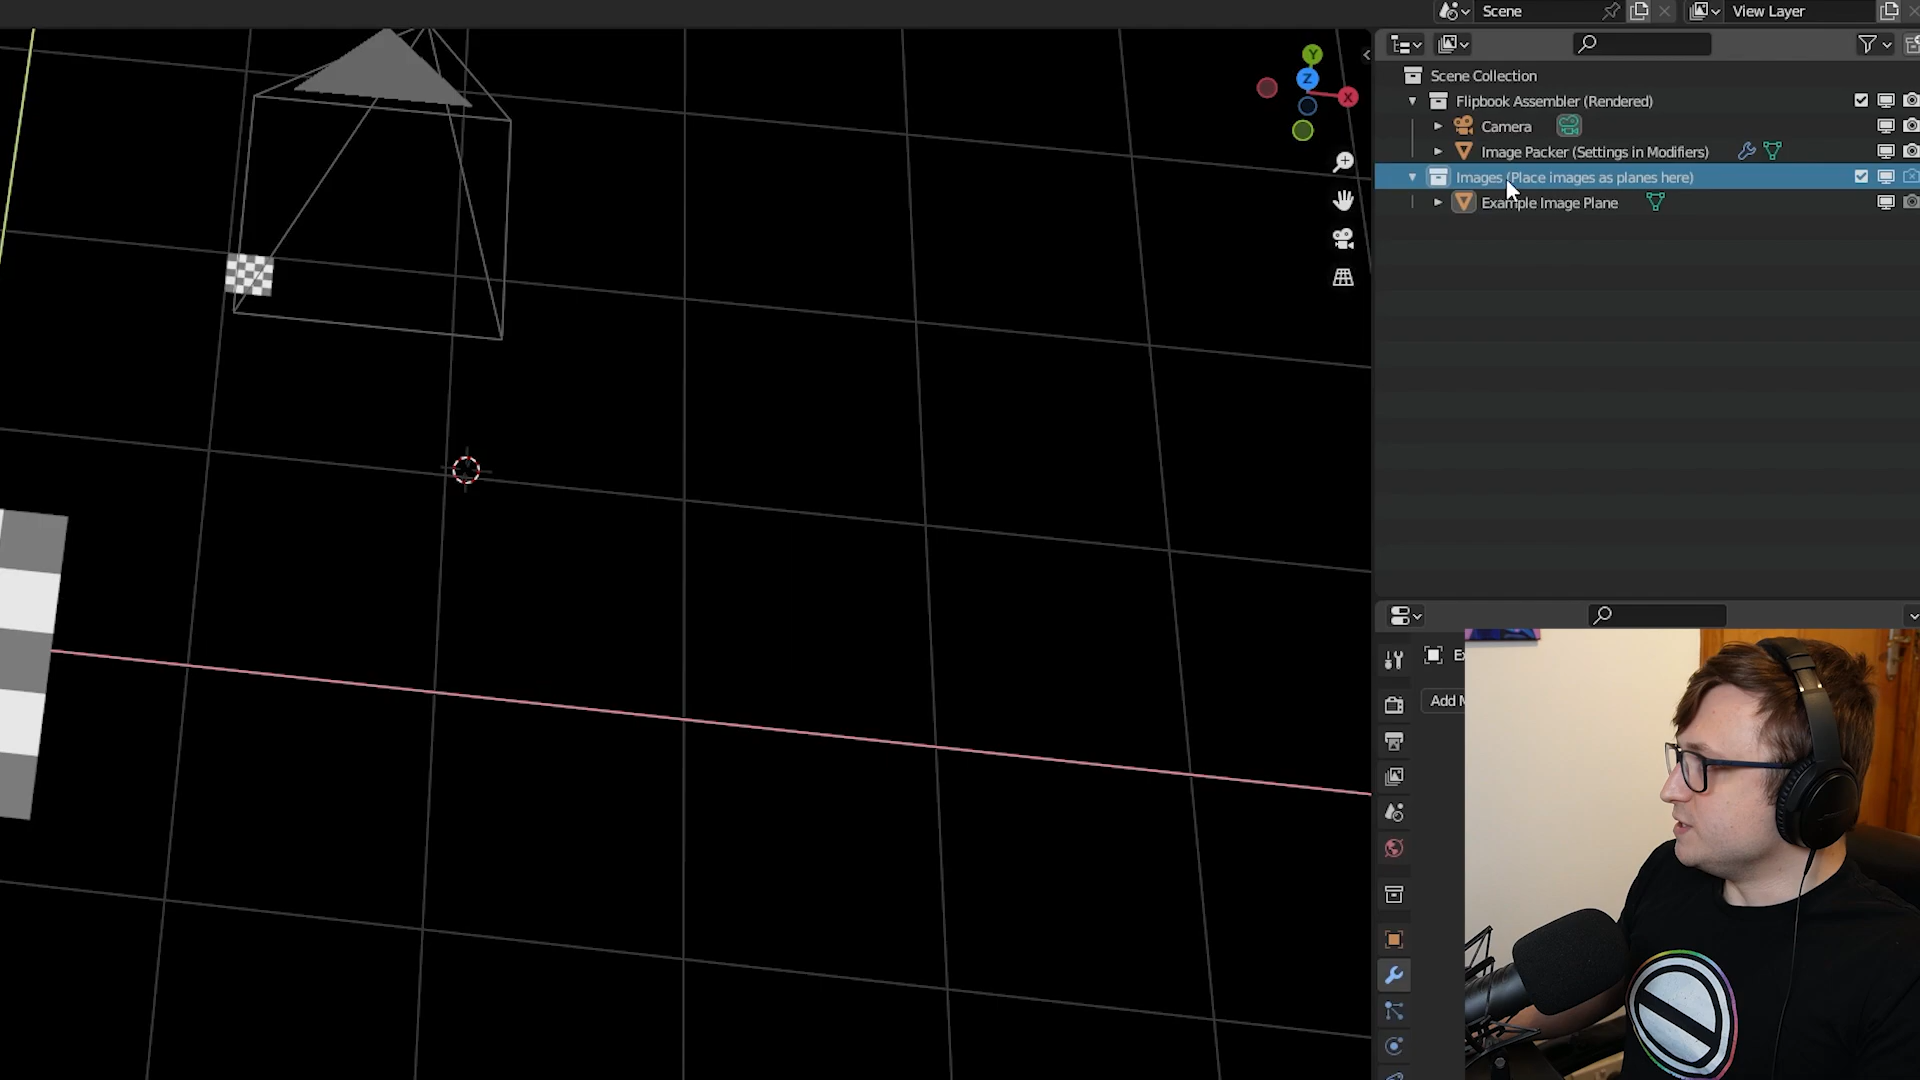 Scene
View Layer
Scene Collection
Flipbook Assembler (Rendered)
Camera
Image Packer (Settings in Modifiers)
Images (Place images as planes here)
Example Image Plane
Y
Z
X
Add